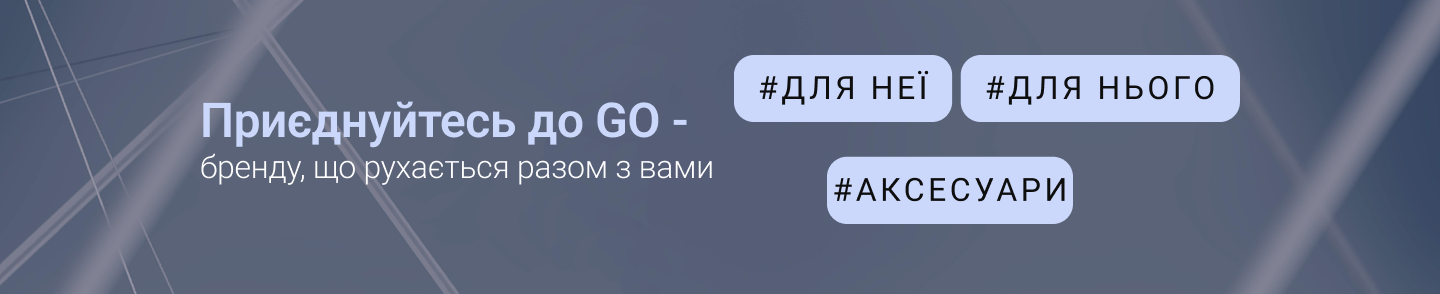 Приєднуйтесь до GO -
бренду, що рухається разом з вами
#ДЛЯ НЕЇ
#ДЛЯ НЬОГО
#АКСЕСУАРИ